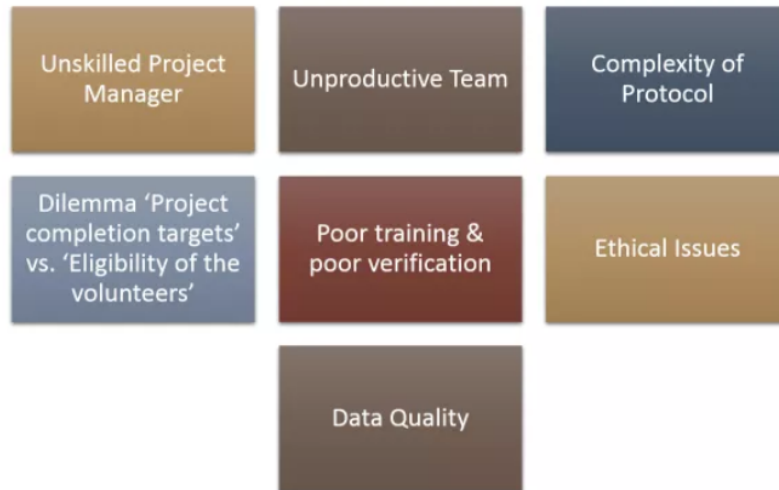 Unskilled Project
Manager
Unproductive Team
Complexity of
Protocol
Dilemma ‘Project
completion targets’
vs. ‘Eligibility of the
volunteers’
Poor training &
poor verification
Ethical Issues
Data Quality